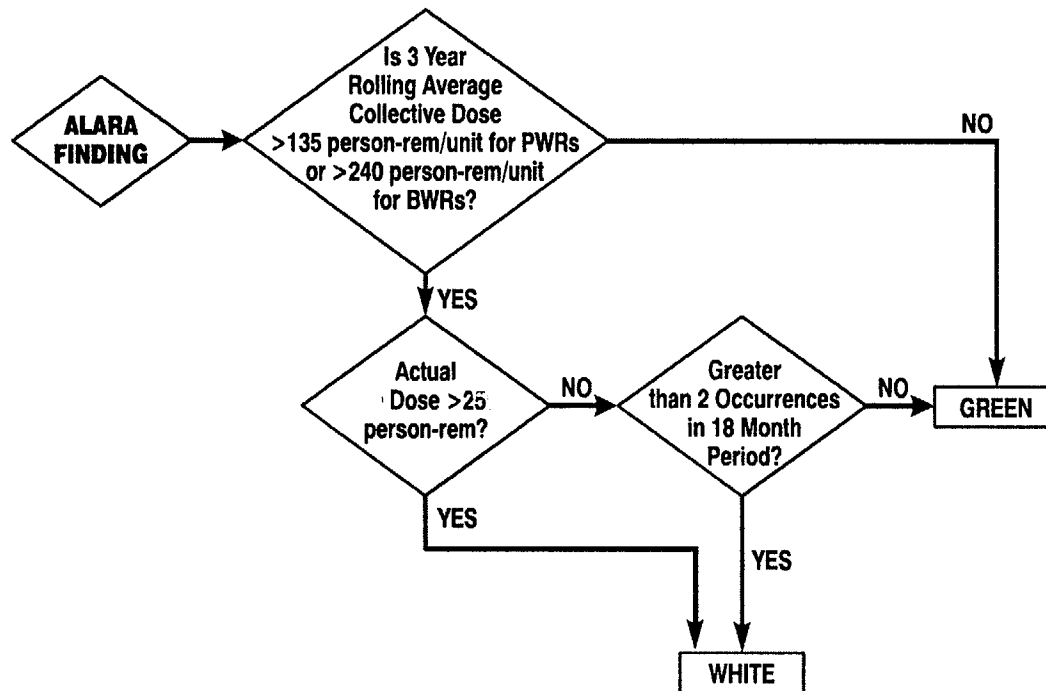 ALARA
FINDING
Is 3 Year
Rolling Average
Collective Dose
>135 person-rem/unit for PWRs
or >240 person-rem/unit
for BWRs?
NO
YES
Actual
Dose >25
person-rem?
NO
Greater
than 2 Occurrences
in 18 Month
Period?
NO
GREEN
YES
YES
WHITE